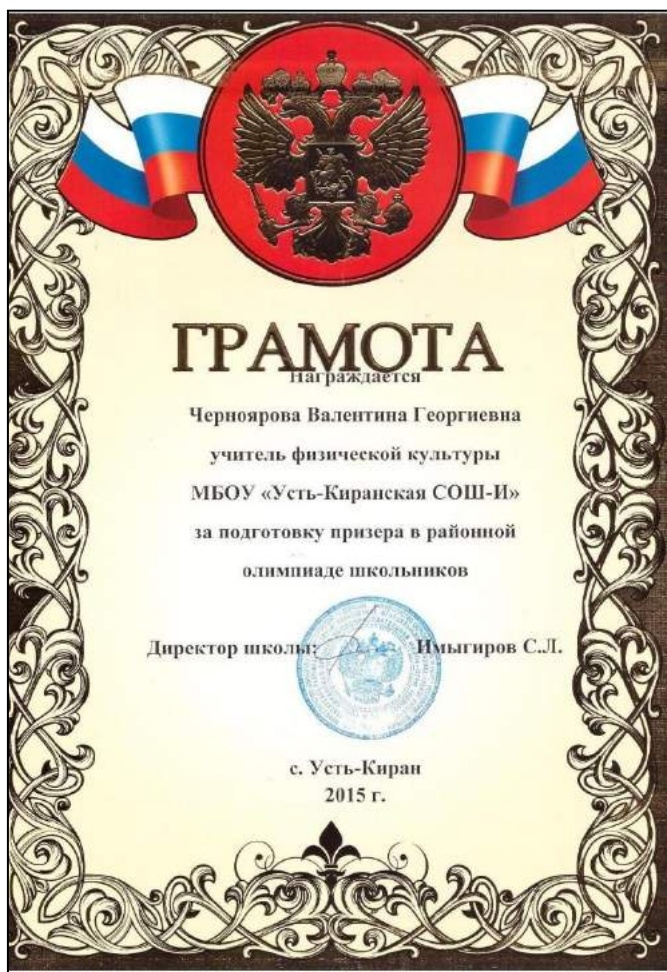 ГРАМОТА
Награждается
Черноярова Валентина Георгиевна
учитель физической культуры
МБОУ «Усть-Киранская СОШ-И»
за подготовку призера в районной
олимпиаде школьников
Директор школы: Имыгиров С.Л.
с. Усть-Киран
2015 г.